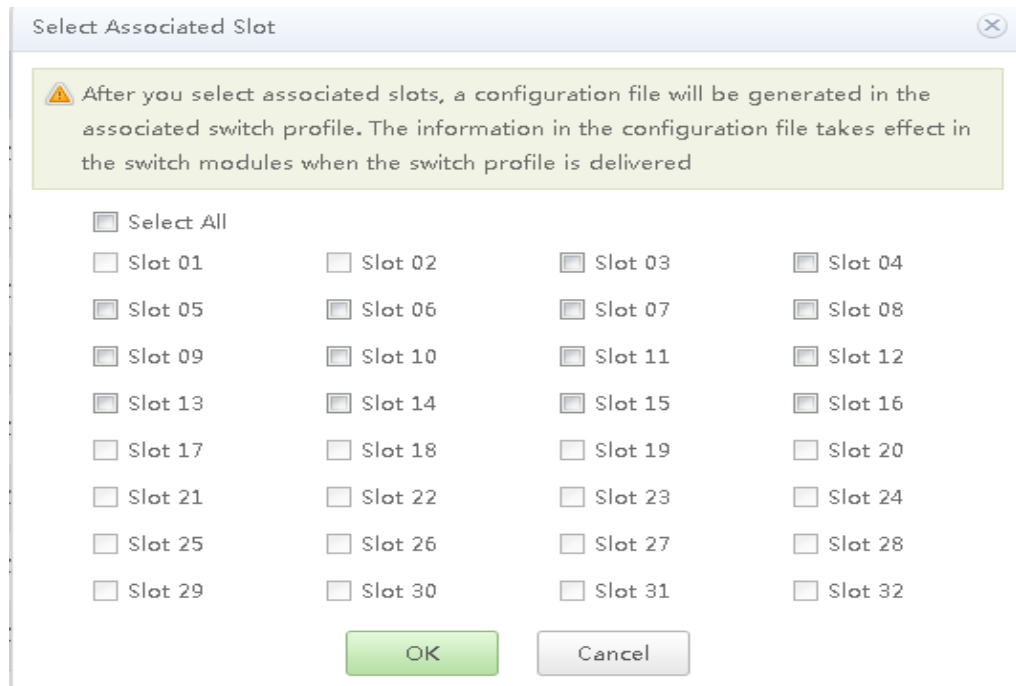 Select Associated Slot
After you select associated slots, a configuration file will be generated in the
associated switch profile. The information in the configuration file takes effect in
the switch modules when the switch profile is delivered
Select All
Slot 01 Slot 02 Slot 03 Slot 04
Slot 05 Slot 06 Slot 07 Slot 08
Slot 09 Slot 10 Slot 11 Slot 12
Slot 13 Slot 14 Slot 15 Slot 16
Slot 17 Slot 18 Slot 19 Slot 20
Slot 21 Slot 22 Slot 23 Slot 24
Slot 25 Slot 26 Slot 27 Slot 28
Slot 29 Slot 30 Slot 31 Slot 32
OK Cancel